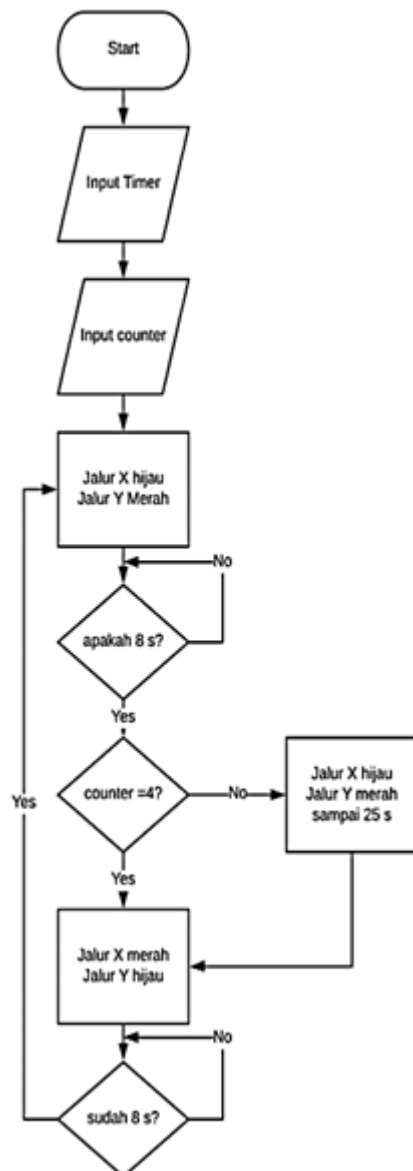 Start
Input Timer
Input counter
Jalur X hijau
Jalur Y Merah
No
apakah 8 s?
Yes
counter =4?
No
Jalur X hijau
Jalur Y merah
sampai 25 s
Yes
Yes
Jalur X merah
Jalur Y hijau
No
sudah 8 s?